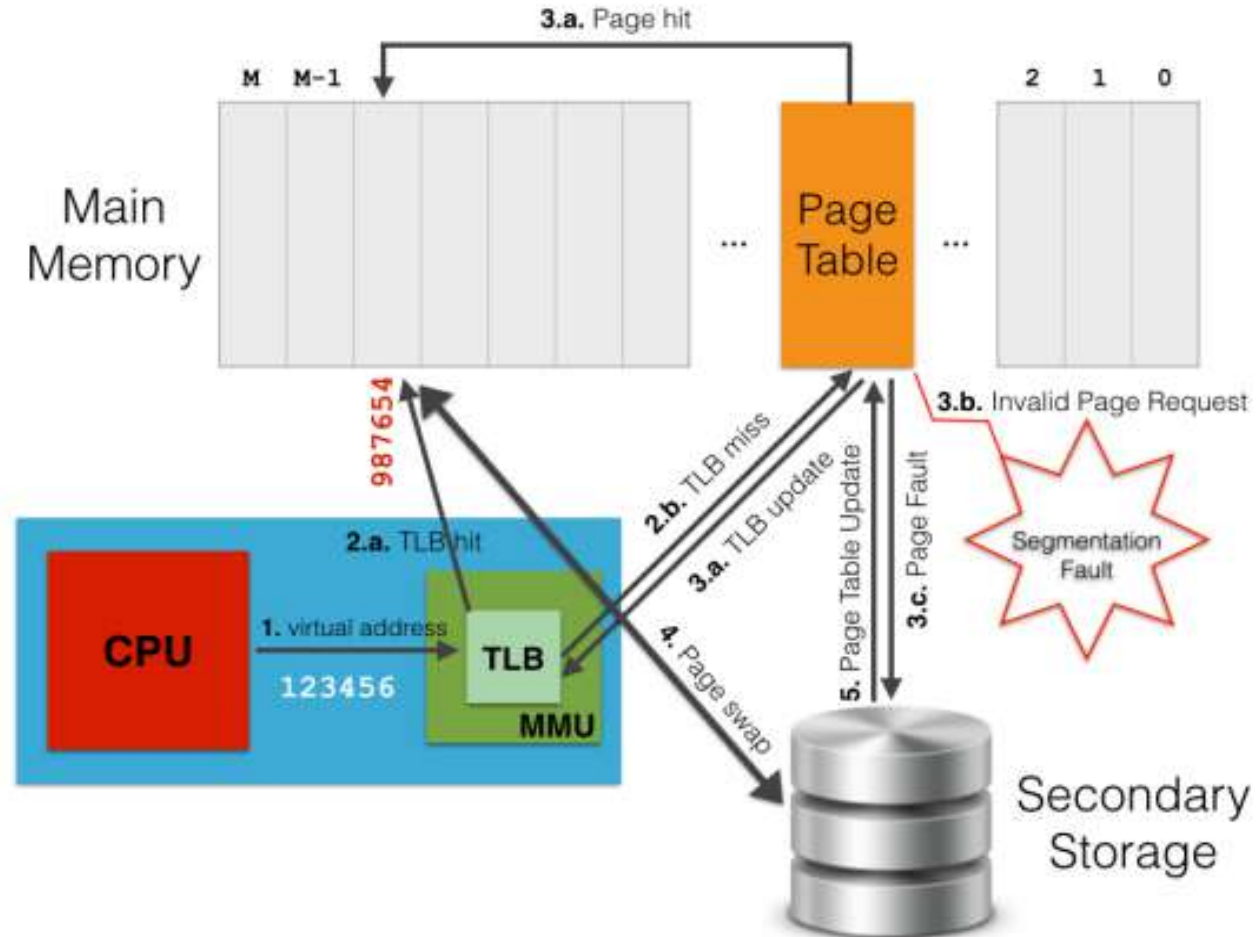 3.a. Page hit
M M-1
2 1 0
Main
Memory
...
Page
Table
...
987654
3.b. Invalid Page Request
2.b. TLB miss
3.a. TLB update
5. Page Table Update
3.c. Page Fault
Segmentation
Fault
2.a. TLB hit
CPU
1. virtual address
123456
TLB
MMU
4. Page swap
Secondary
Storage